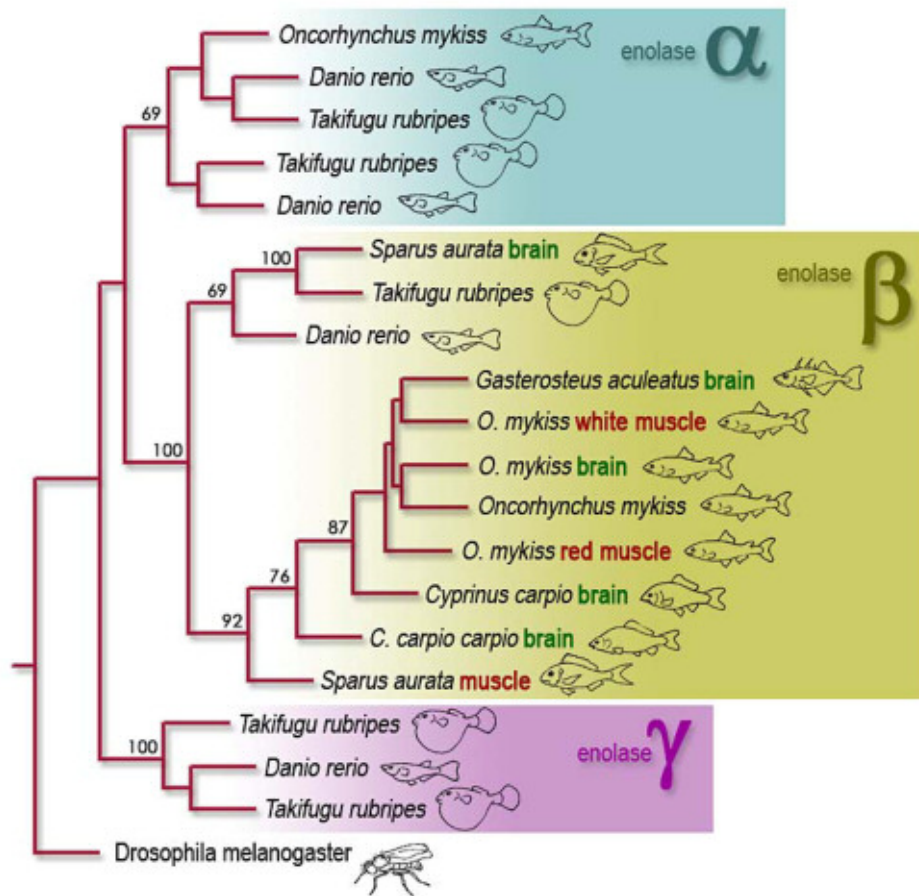 Oncorhynchus mykiss
enolase α
Danio rerio
69
Takifugu rubripes
Takifugu rubripes
Danio rerio
100
Sparus aurata brain
enolase β
69
Takifugu rubripes
Danio rerio
Gasterosteus aculeatus brain
O. mykiss white muscle
100
O. mykiss brain
Oncorhynchus mykiss
87
O. mykiss red muscle
76
Cyprinus carpio brain
92
C. carpio carpio brain
Sparus aurata muscle
Takifugu rubripes
100
enolase γ
Danio rerio
Takifugu rubripes
Drosophila melanogaster